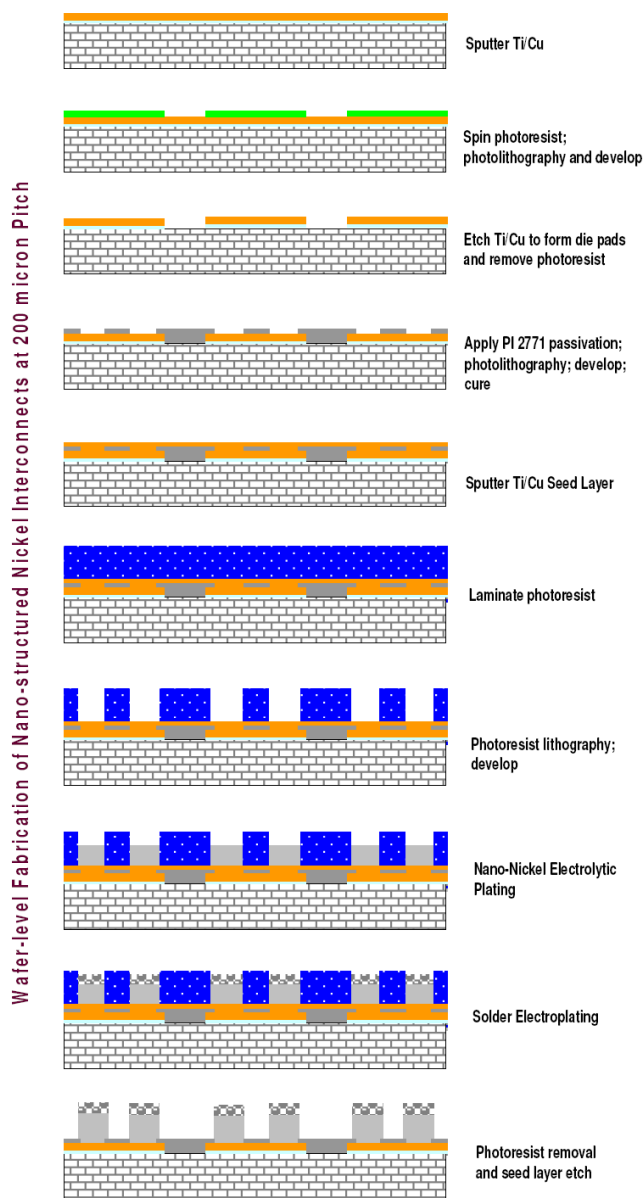 Wafer-level Fabrication of Nano-structured Nickel Interconnects at 200 micron Pitch
Sputter Ti/Cu
Spin photoresist;
photolithography and develop
Etch Ti/Cu to form die pads
and remove photoresist
Apply PI 2771 passivation;
photolithography; develop;
cure
Sputter Ti/Cu Seed Layer
Laminate photoresist
Photoresist lithography;
develop
Nano-Nickel Electrolytic
Plating
Solder Electroplating
Photoresist removal
and seed layer etch